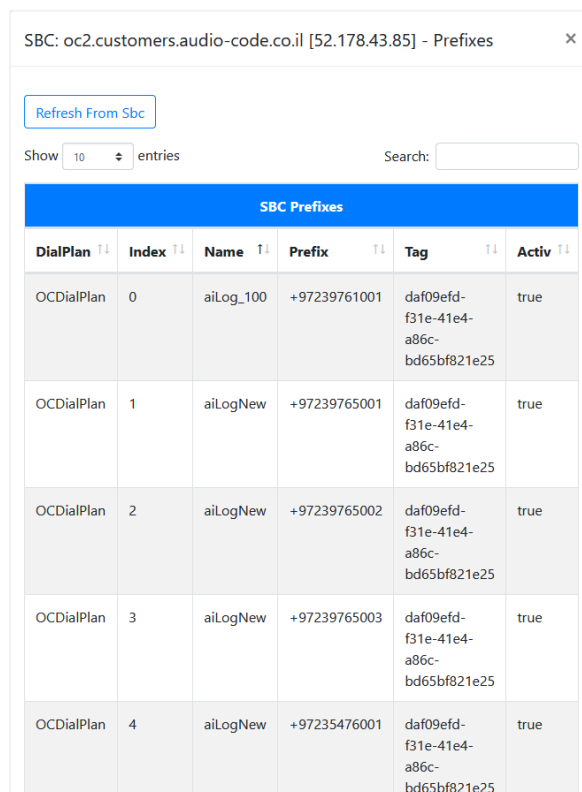 SBC: oc2.customers.audio-code.co.il [52.178.43.85] - Prefixes ×
Refresh From Sbc
Show 10 entries Search:
SBC Prefixes
DialPlan Index Name Prefix Tag Activ
OCDialPlan 0 aiLog_100 +97239761001 daf09efd-
f31e-41e4-
a86c-
bd65bf821e25 true
OCDialPlan 1 aiLogNew +97239765001 daf09efd-
f31e-41e4-
a86c-
bd65bf821e25 true
OCDialPlan 2 aiLogNew +97239765002 daf09efd-
f31e-41e4-
a86c-
bd65bf821e25 true
OCDialPlan 3 aiLogNew +97239765003 daf09efd-
f31e-41e4-
a86c-
bd65bf821e25 true
OCDialPlan 4 aiLogNew +97235476001 daf09efd-
f31e-41e4-
a86c-
bd65bf821e25 true